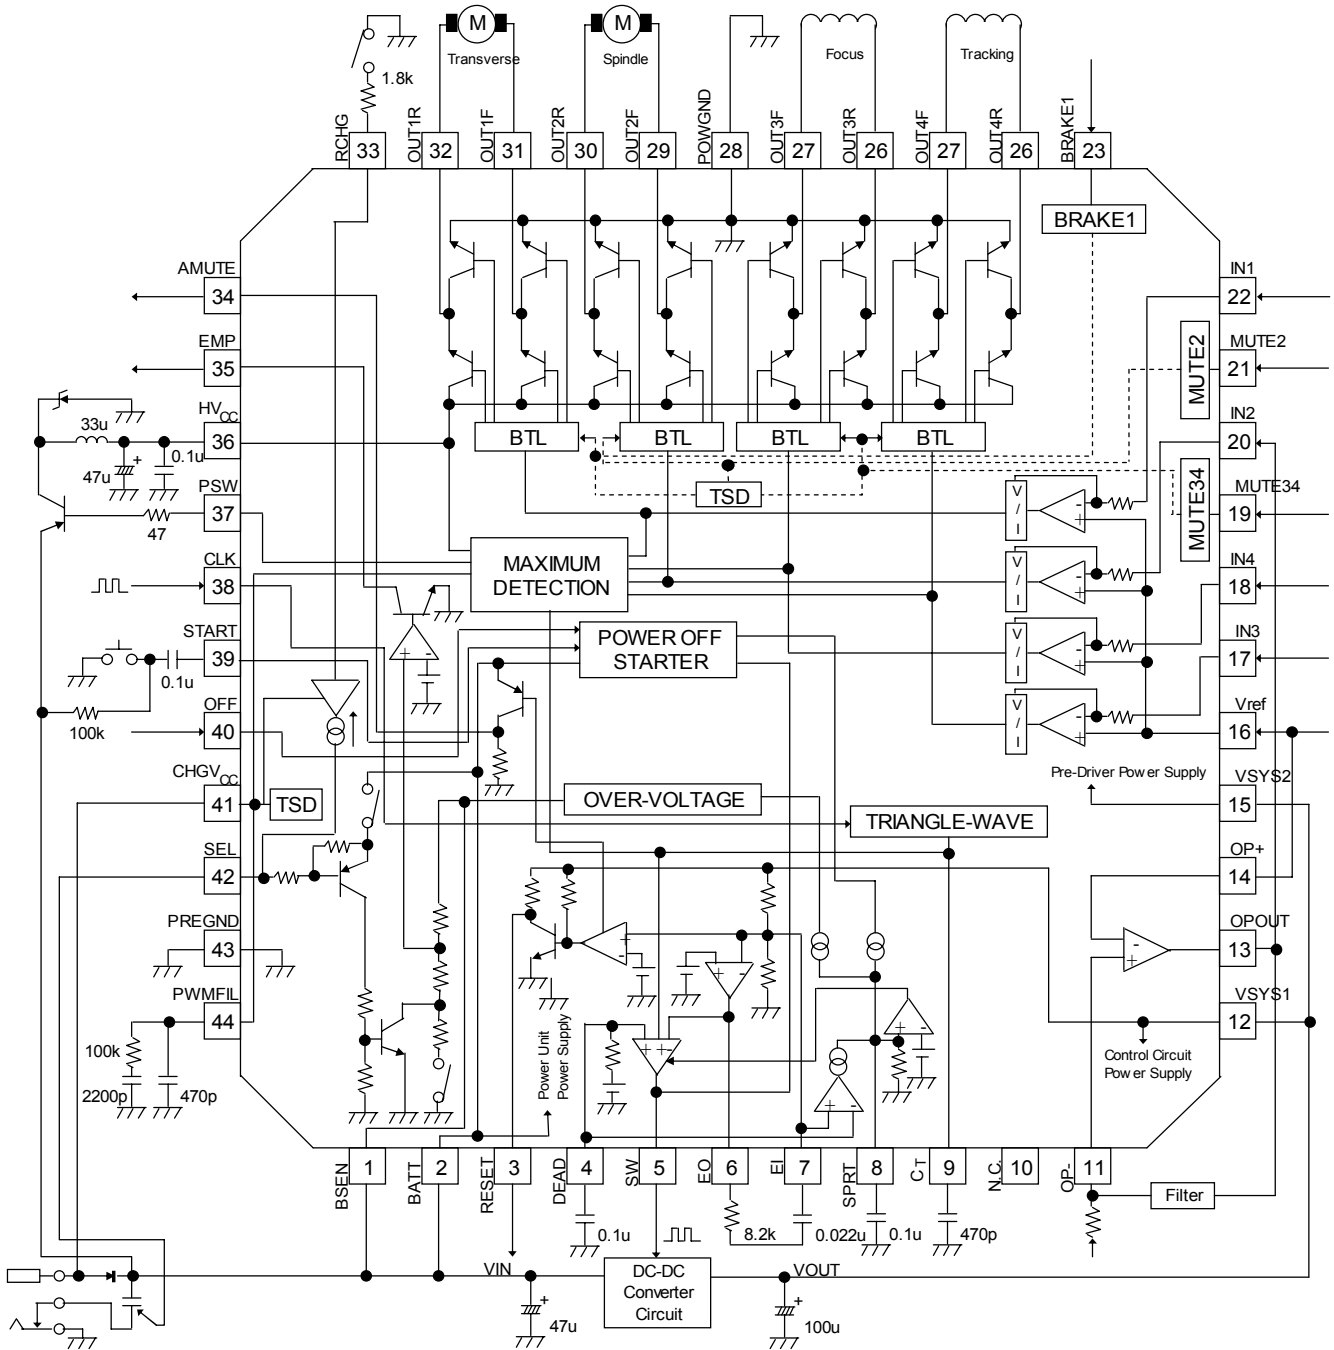 M
M
Transverse
Spindle
Focus
Tracking
1.8k
RCHG
OUT1R
OUT1F
OUT2R
OUT2F
POWGND
OUT3F
OUT3R
OUT4F
OUT4R
BRAKE1
33
32
31
30
29
28
27
26
27
26
23
BRAKE1
AMUTE
34
EMP
35
HVCC
36
33u
47u
+
0.1u
PSW
37
47
CLK
38
START
39
0.1u
OFF
40
100k
CHGVCC
41
TSD
SEL
42
PREGND
43
PWMFIL
44
100k
2200p
470p
IN1
22
MUTE2
21
MUTE2
IN2
20
MUTE34
19
MUTE34
IN4
18
IN3
17
Vref
16
VSYS2
15
Pre-Driver Power Supply
OP+
14
OPOUT
13
VSYS1
12
Control Circuit
Power Supply
BTL
BTL
BTL
BTL
TSD
V/I
-
+
V/I
-
+
V/I
-
+
V/I
-
+
MAXIMUM
DETECTION
POWER OFF
STARTER
OVER-VOLTAGE
TRIANGLE-WAVE
+
-
+
-
+
-
-
+
+
-
+ + -
+
-
Power Unit
Power Supply
BSEN
BATT
RESET
DEAD
SW
EO
EI
SPRT
CT
N.C.
OP-
1
2
3
4
5
6
7
8
9
10
11
0.1u
8.2k
0.022u
0.1u
470p
Filter
VIN
DC-DC
Converter
Circuit
VOUT
+
47u
+
100u